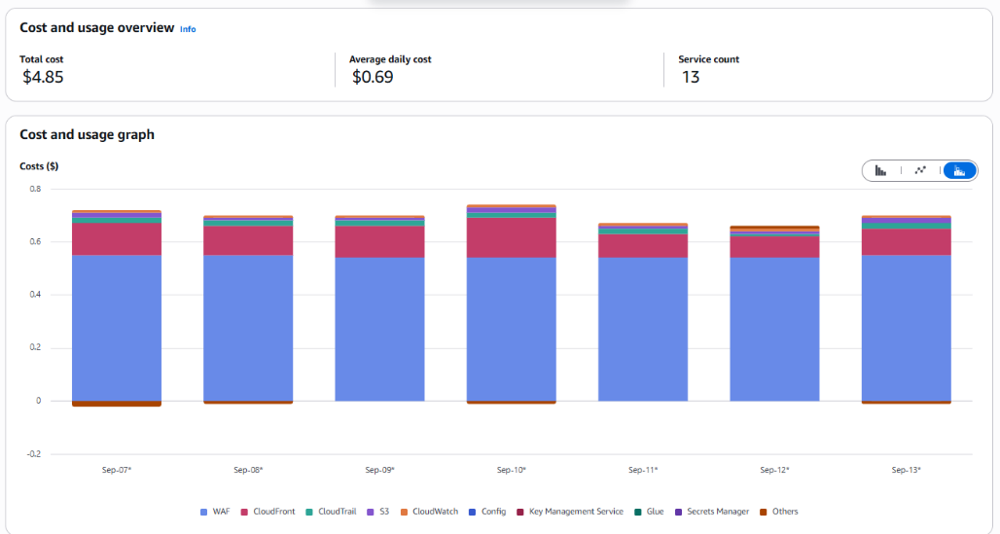 Cost and usage overview Info
Total cost
$4.85
Average daily cost
$0.69
Service count
13
Cost and usage graph
Costs ($)
0.8
0.6
0.4
0.2
0
-0.2
Sep-07* Sep-08* Sep-09* Sep-10* Sep-11* Sep-12* Sep-13*
WAF CloudFront CloudTrail S3 CloudWatch Config Key Management Service Glue Secrets Manager Others